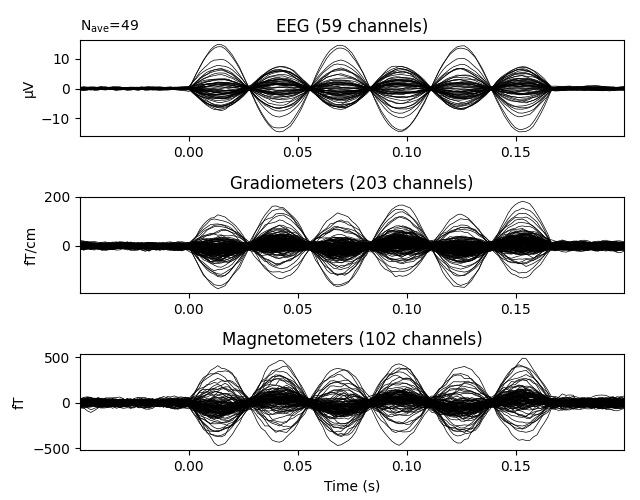 N_ave=49
EEG (59 channels)
10
0
−10
µV
0.00 0.05 0.10 0.15
Gradiometers (203 channels)
200
0
fT/cm
0.00 0.05 0.10 0.15
Magnetometers (102 channels)
500
0
−500
fT
0.00 0.05 0.10 0.15
Time (s)